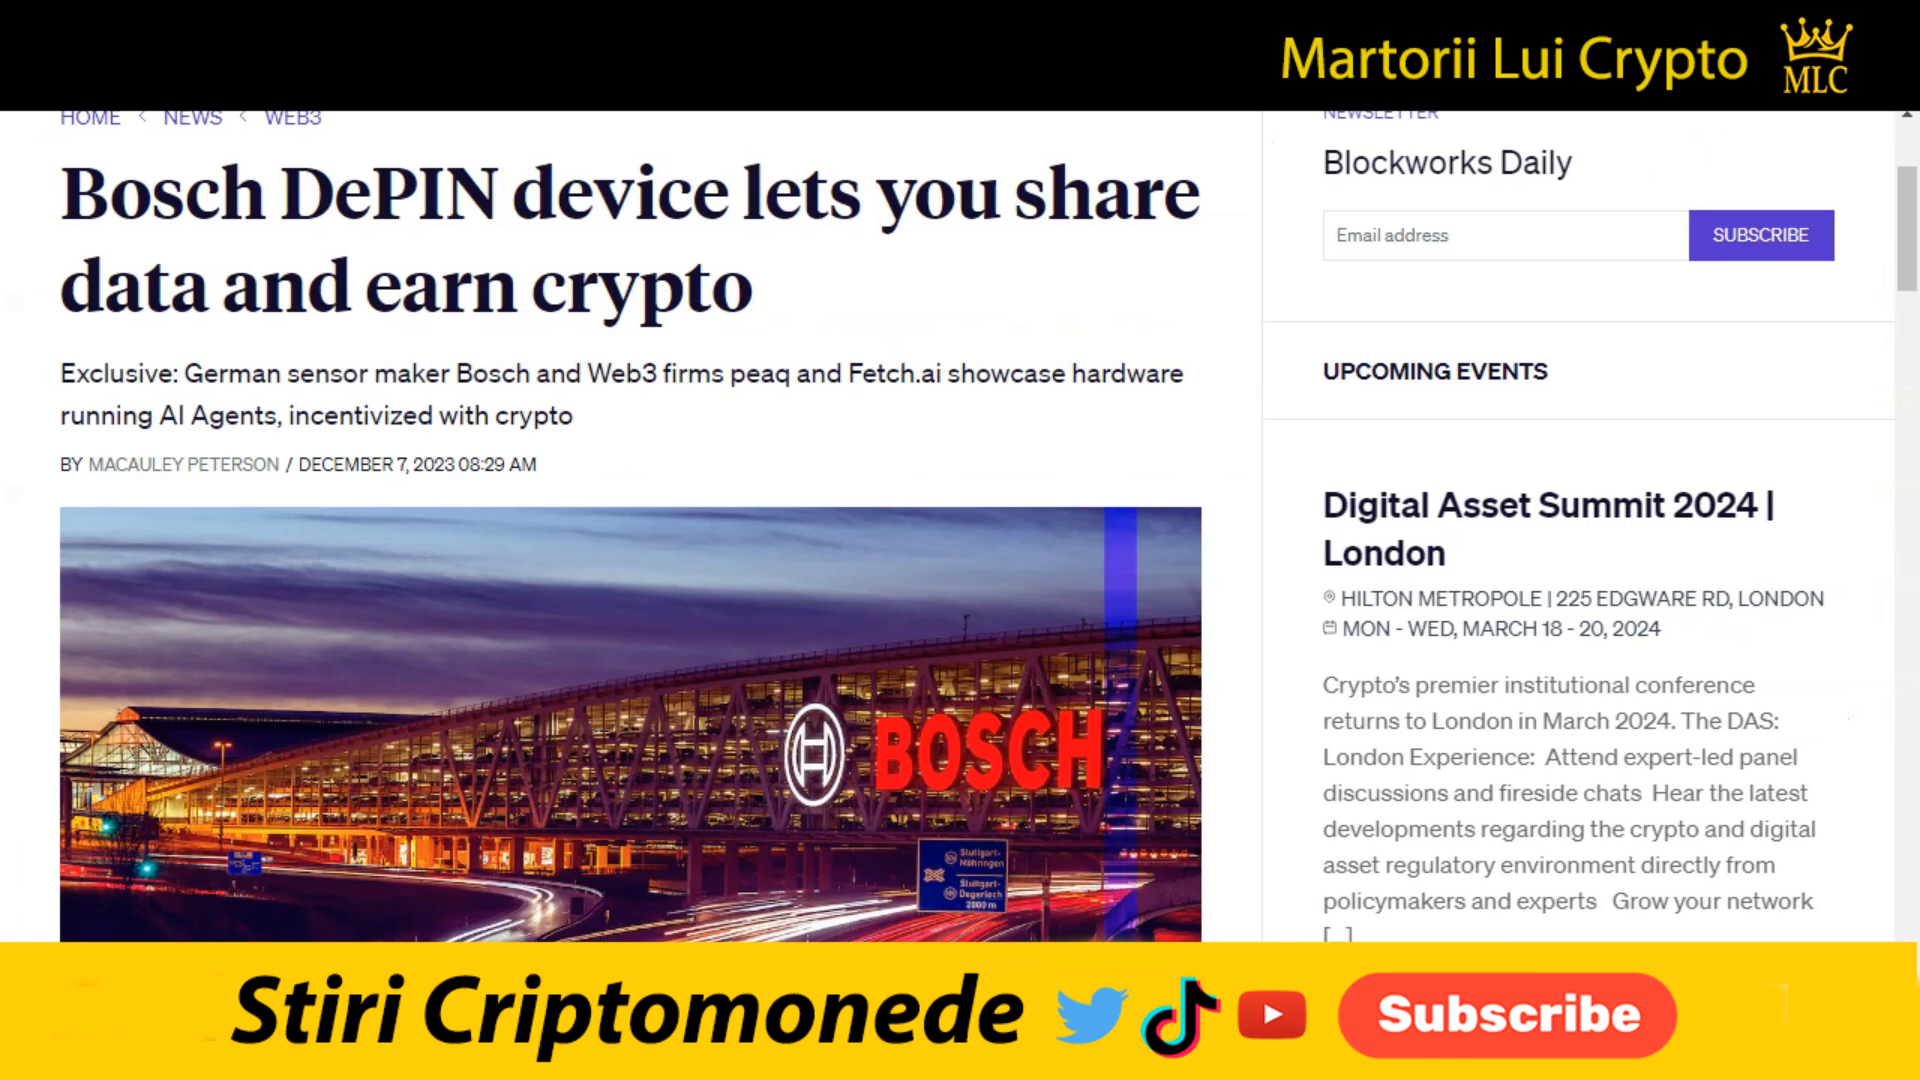 Martorii Lui Crypto
MLC
HOME < NEWS < WEB3
Bosch DePIN device lets you share
data and earn crypto
Exclusive: German sensor maker Bosch and Web3 firms peaq and Fetch.ai showcase hardware
running AI Agents, incentivized with crypto
BY MACAULEY PETERSON / DECEMBER 7, 2023 08:29 AM
BOSCH
Stuttgart-
Möhringen
Stuttgart-
Degerloch
2000 m
NEWSLETTER
Blockworks Daily
Email address
SUBSCRIBE
UPCOMING EVENTS
Digital Asset Summit 2024 |
London
HILTON METROPOLE | 225 EDGWARE RD, LONDON
MON - WED, MARCH 18 - 20, 2024
Crypto's premier institutional conference
returns to London in March 2024. The DAS:
London Experience: Attend expert-led panel
discussions and fireside chats Hear the latest
developments regarding the crypto and digital
asset regulatory environment directly from
policymakers and experts Grow your network
[...]
Stiri Criptomonede
Subscribe